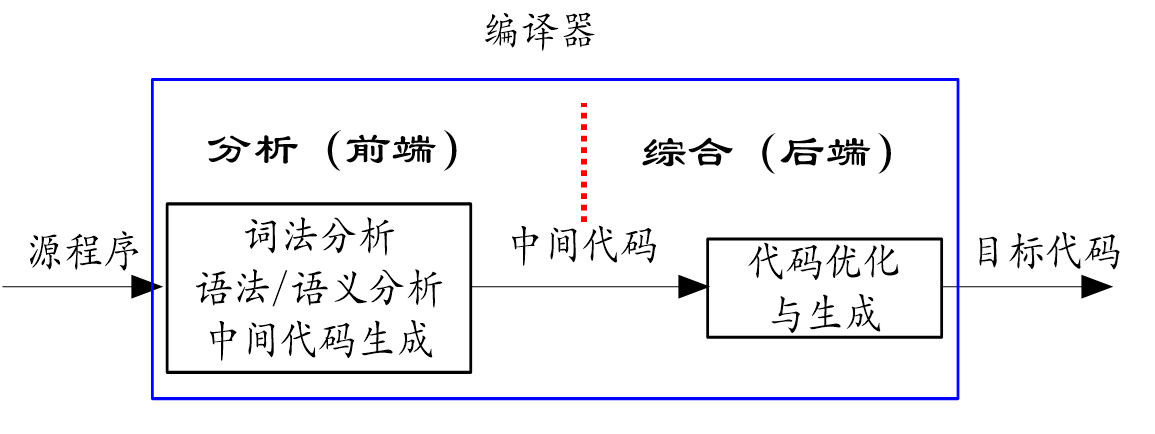 编译器
分析（前端）
综合（后端）
源程序
词法分析
语法/语义分析
中间代码生成
中间代码
代码优化
与生成
目标代码